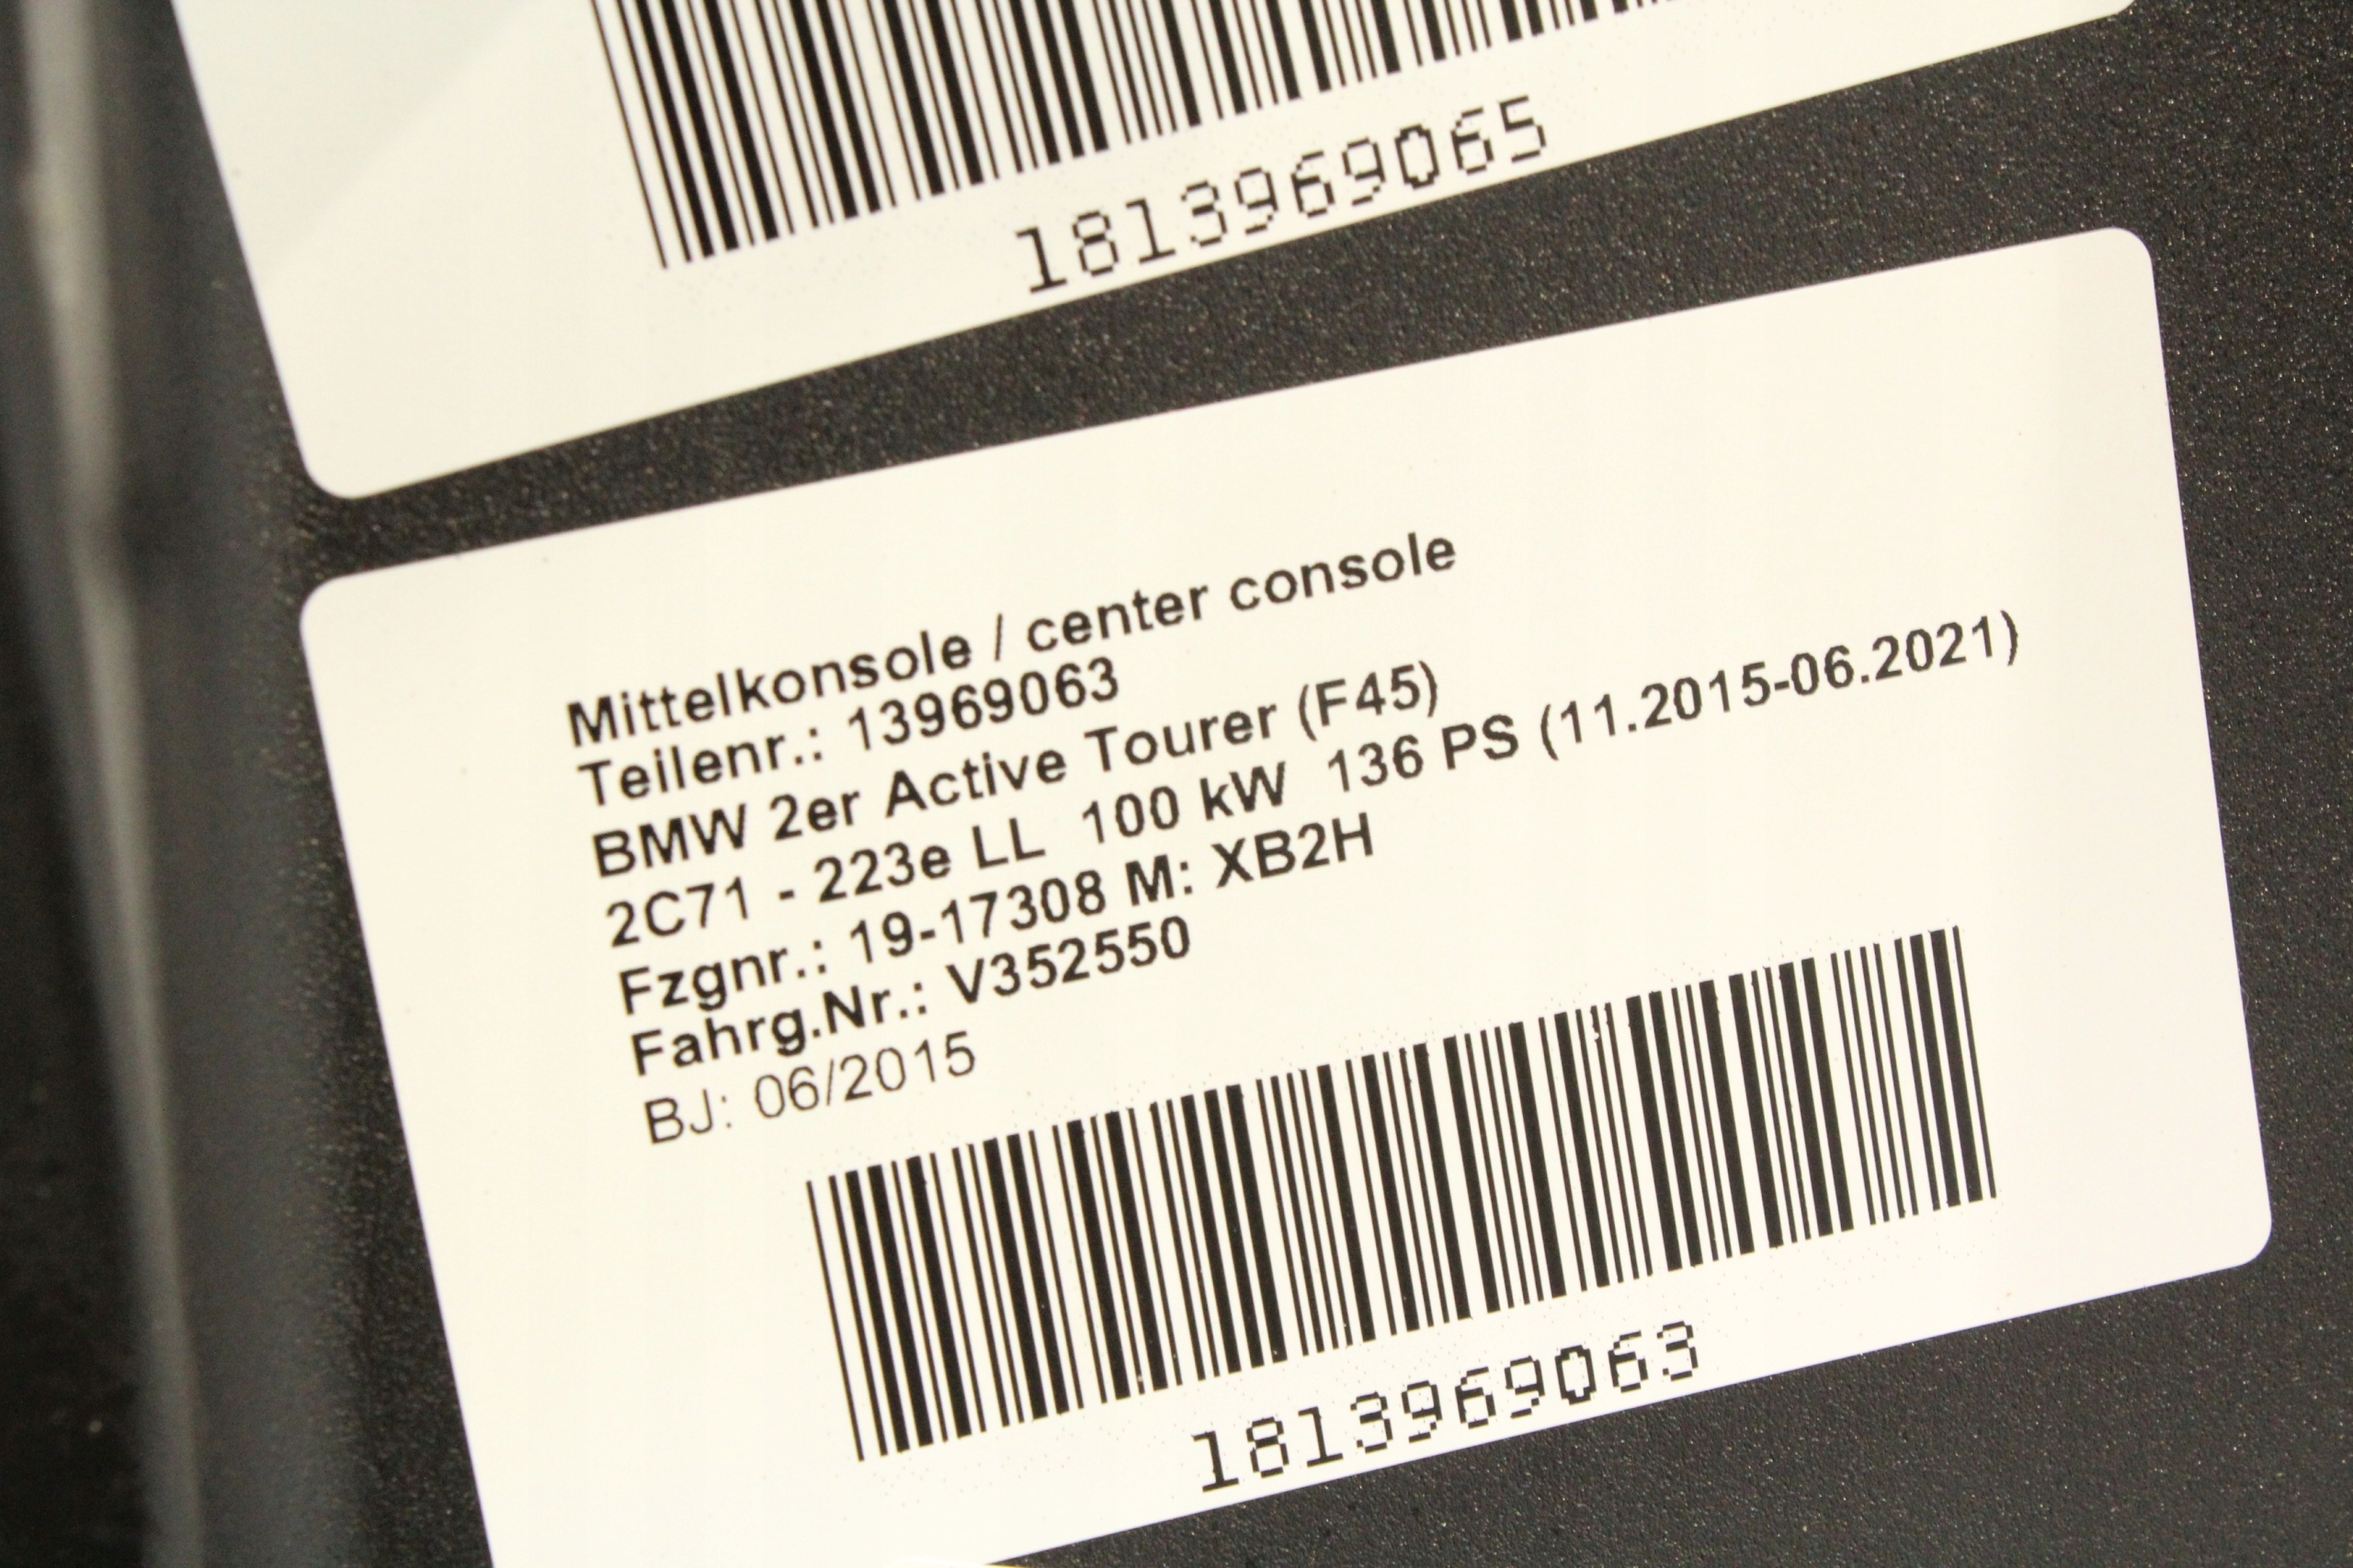 1813969065
Mittelkonsole / center console
Teilenr.: 13969063
BMW 2er Active Tourer (F45)
2C71 - 223e LL  100 kW  136 PS (11.2015-06.2021)
Fzgnr.: 19-17308 M: XB2H
Fahrg.Nr.: V352550
BJ: 06/2015
1813969063